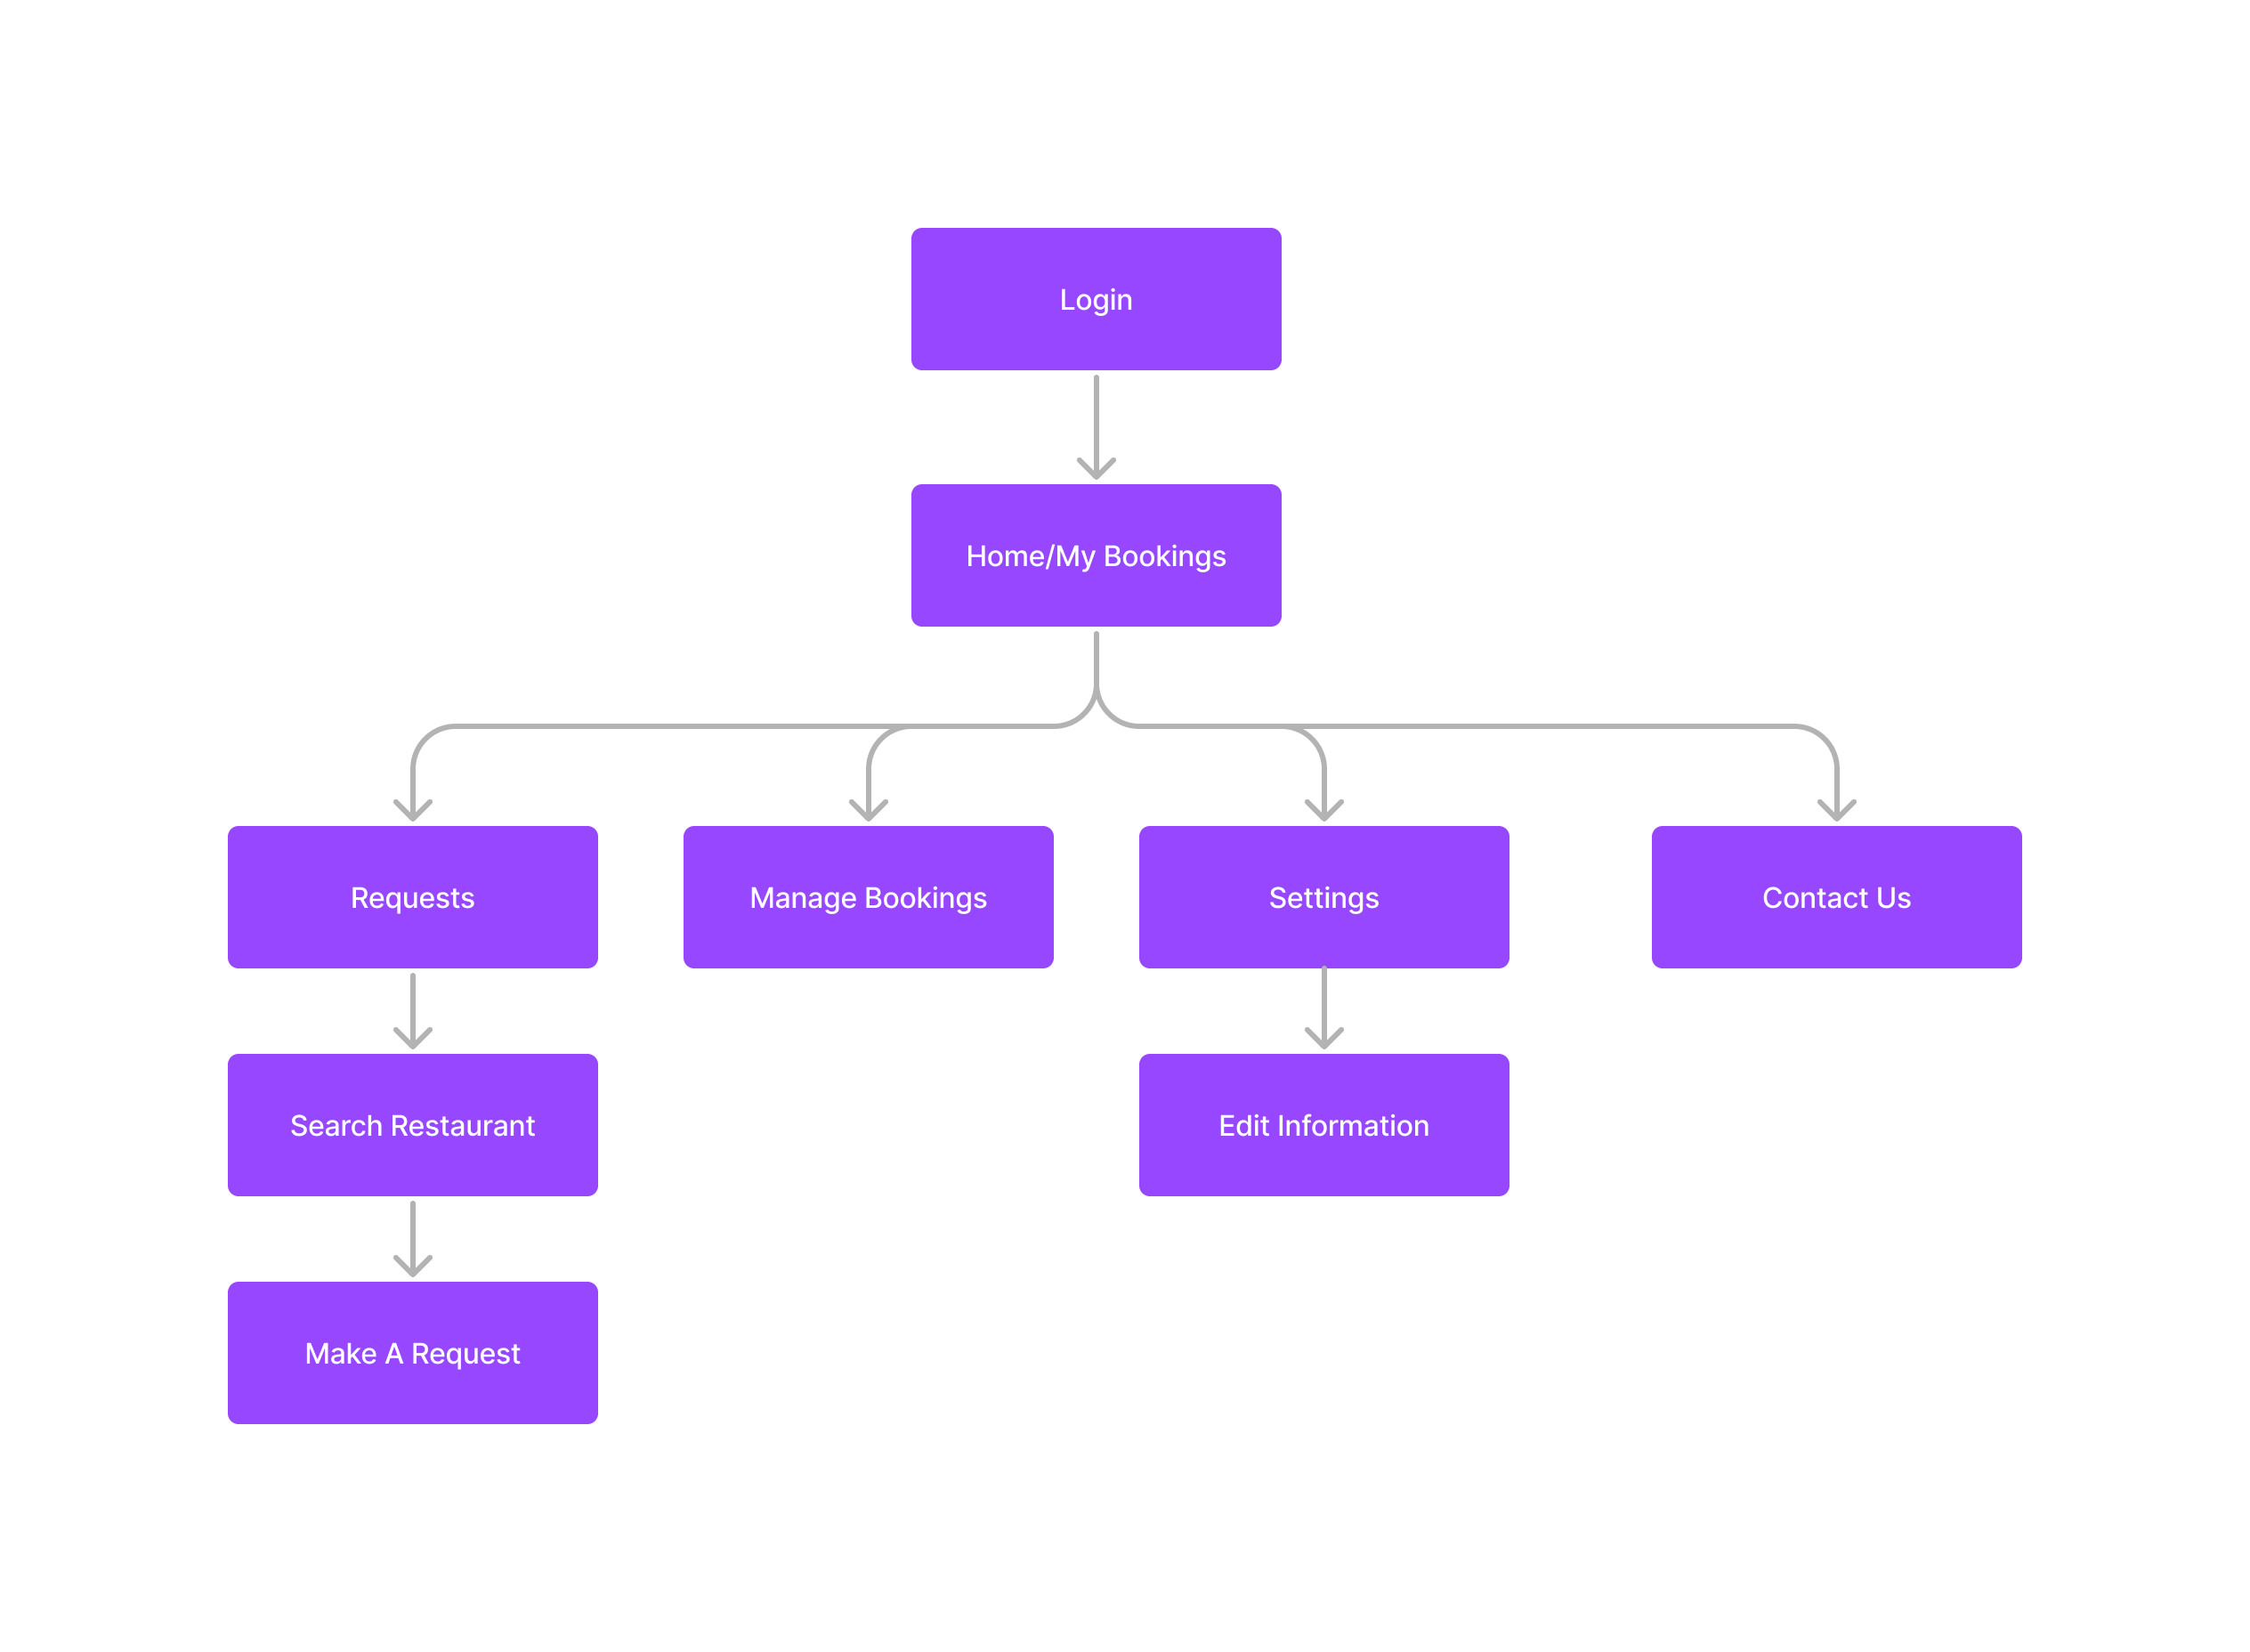 Login
Home/My Bookings
Requests
Manage Bookings
Settings
Contact Us
Search Restaurant
Edit Information
Make A Request